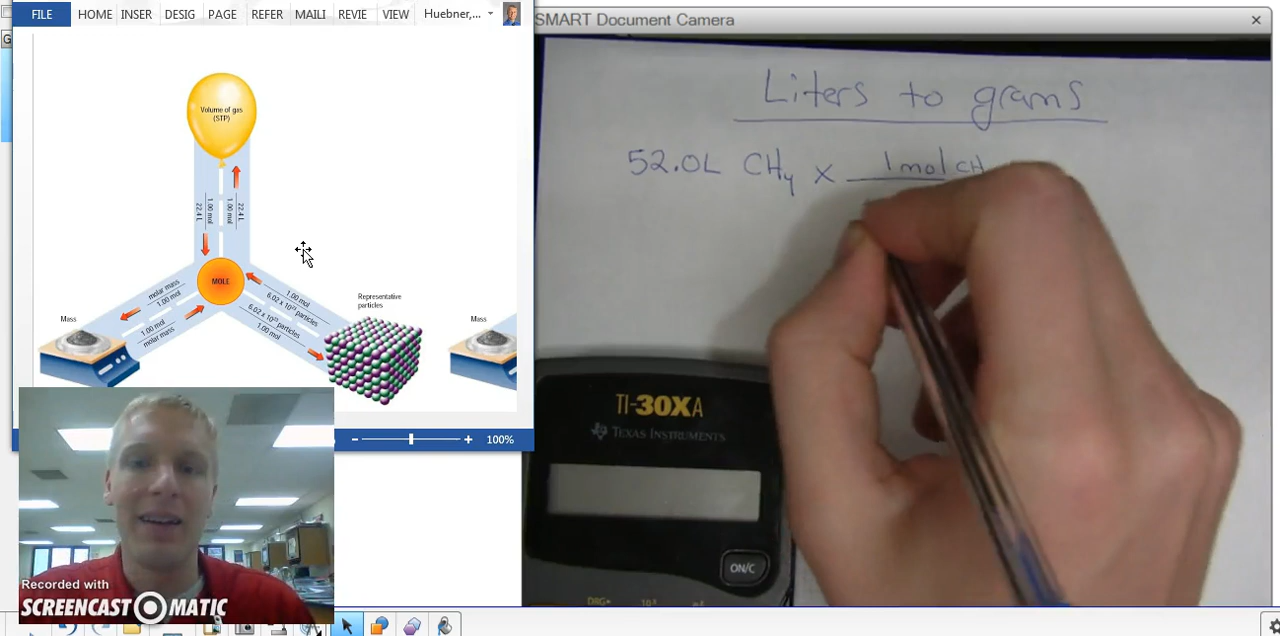 FILE HOME INSER DESIG PAGE REFER MAILI REVIE VIEW Huebner,...
SMART Document Camera
Liters to grams
52.0L CH4 x 1 mol CH
Volume of gas
(STP)
22.4 L
1.00 mol
1.00 mol
22.4 L
MOLE
molar mass
1.00 mol
1.00 mol
molar mass
1.00 mol
6.02 x 10²³ particles
6.02 x 10²³ particles
1.00 mol
Mass
Representative
particles
Mass
100%
TI-30XA
TEXAS INSTRUMENTS
ON/C
Recorded with
SCREENCAST MATIC